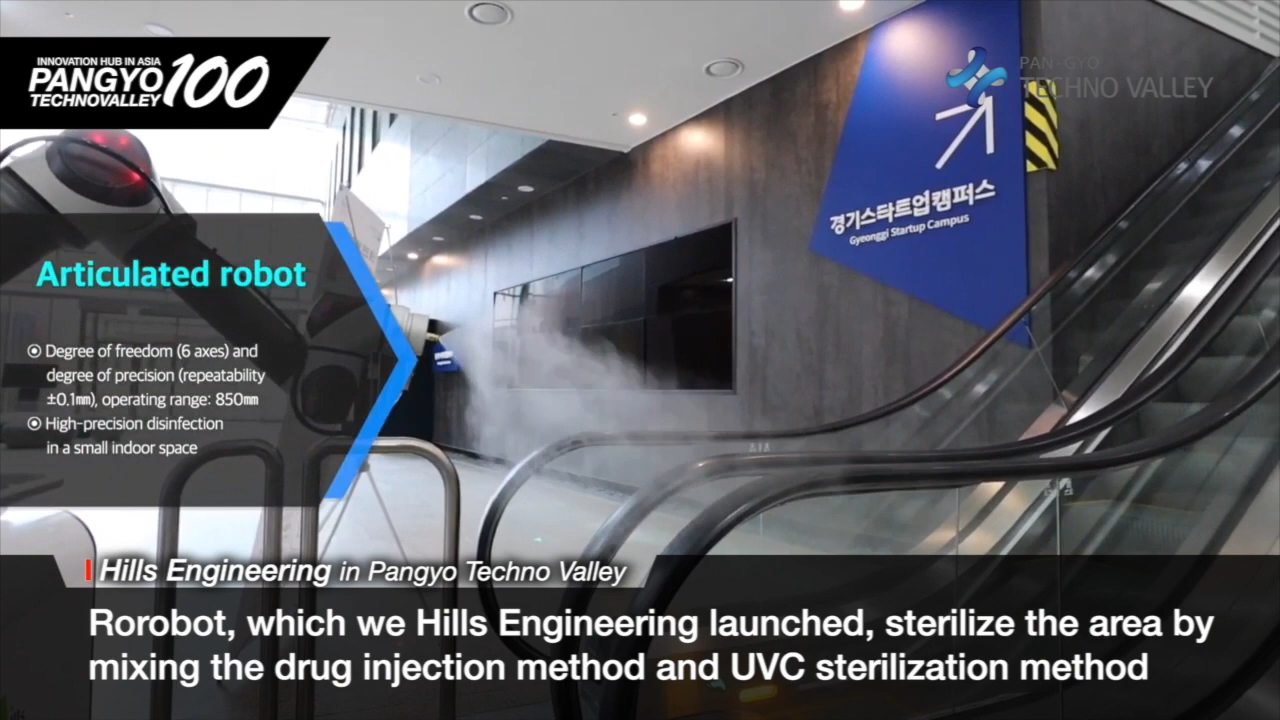 INNOVATION HUB IN ASIA
PANGYO 100
TECHNOVALLEY
PAN-GYO
TECHNO VALLEY
경기스타트업캠퍼스
Gyeonggi Startup Campus
Articulated robot
Degree of freedom (6 axes) and
degree of precision (repeatability
±0.1㎜), operating range: 850㎜
High-precision disinfection
in a small indoor space
Hills Engineering in Pangyo Techno Valley
Rorobot, which we Hills Engineering launched, sterilize the area by
mixing the drug injection method and UVC sterilization method